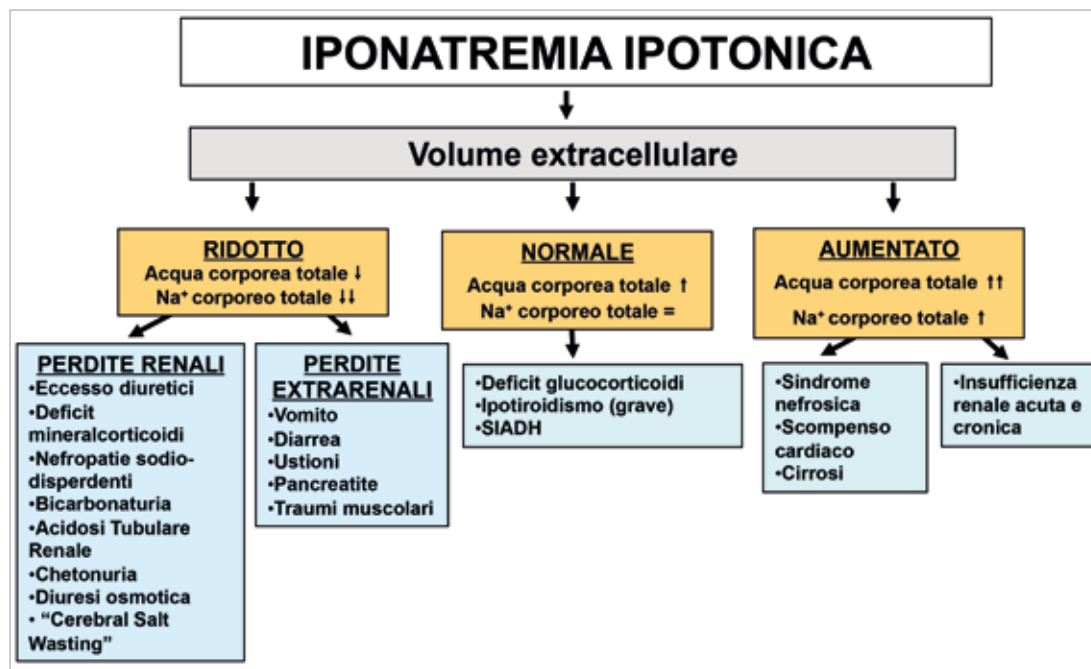 IPONATREMIA IPOTONICA
Volume extracellulare
RIDOTTO
Acqua corporea totale ↓
Na⁺ corporeo totale ↓↓
NORMALE
Acqua corporea totale ↑
Na⁺ corporeo totale =
AUMENTATO
Acqua corporea totale ↑↑
Na⁺ corporeo totale ↑
PERDITE RENALI
•Eccesso diuretici
•Deficit
mineralcorticoidi
•Nefropatie sodio-
disperdenti
•Bicarbonaturia
•Acidosi Tubulare
Renale
•Chetonuria
•Diuresi osmotica
• “Cerebral Salt
Wasting”
PERDITE
EXTRARENALI
•Vomito
•Diarrea
•Ustioni
•Pancreatite
•Traumi muscolari
•Deficit glucocorticoidi
•Ipotiroidismo (grave)
•SIADH
•Sindrome
nefrosica
•Scompenso
cardiaco
•Cirrosi
•Insufficienza
renale acuta e
cronica